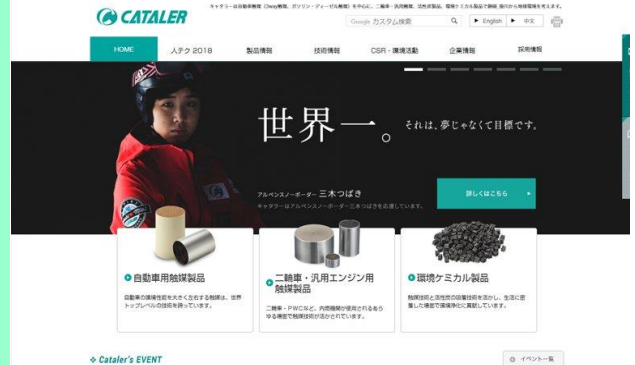 キャタラーは自動車触媒（3way触媒、ガソリン・ディーゼル触媒）を中心に、二輪車・汎用触媒、活性炭製品、環境ケミカル製品で地球環境を考えます。
CATALER
Google カスタム検索
English
中文
HOME
人テク 2018
製品情報
技術情報
CSR・環境活動
企業情報
採用情報
世界一。
それは、夢じゃなくて目標です。
アルペンスノーボーダー 三木つばき
キャタラーはアルペンスノーボーダー三木つばきを応援しています。
詳しくはこちら
自動車用触媒製品
自動車の環境性能を大きく左右する触媒は、世界
トップレベルの技術を誇っています。
二輪車・汎用エンジン用
触媒製品
二輪車・PWCなど、内燃機関が使用されるあら
ゆる場面で触媒技術が活かされています。
環境ケミカル製品
触媒技術と活性炭の吸着技術を活かし、生活に密
着した場面で環境浄化に貢献しています。
Cataler's EVENT
イベント一覧